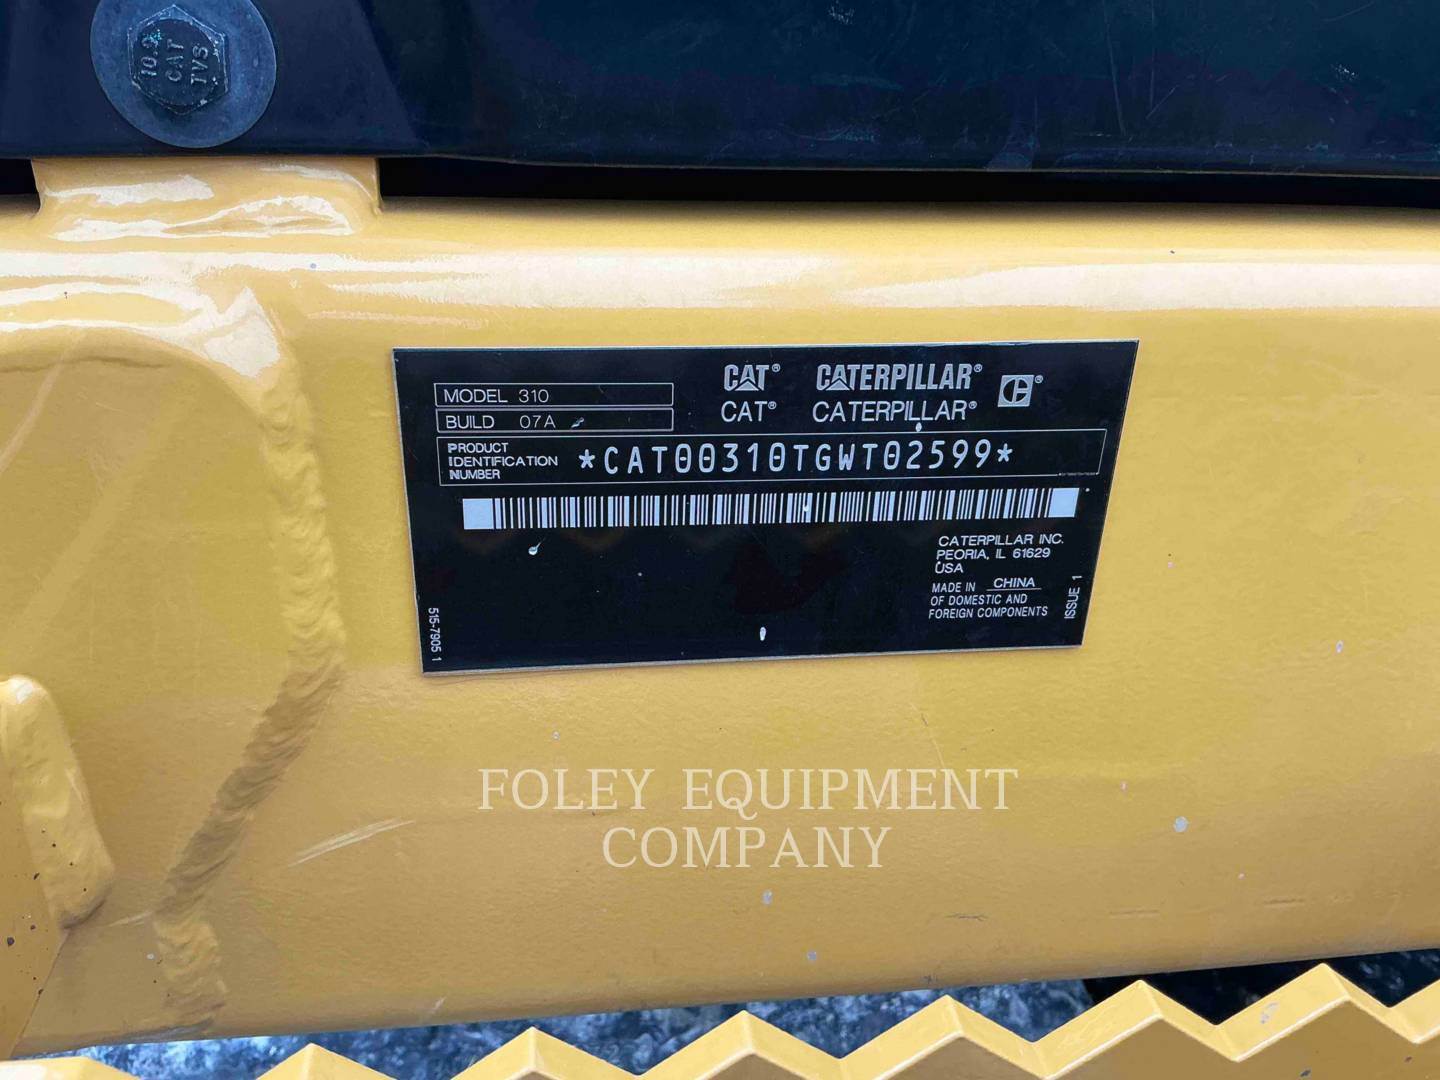 10.9
CAT
TVS
MODEL 310
BUILD 07A
CAT® CATERPILLAR® C®
CAT® CATERPILLAR®
PRODUCT
IDENTIFICATION
NUMBER
*CAT00310TGWT02599*
CATERPILLAR INC.
PEORIA, IL 61629
USA
MADE IN CHINA
OF DOMESTIC AND
FOREIGN COMPONENTS
ISSUE 1
515-7905 1
FOLEY EQUIPMENT
COMPANY